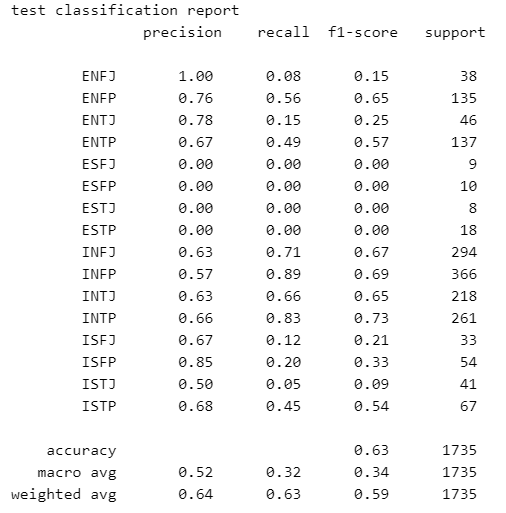 test classification report
precision recall f1-score support
ENFJ 1.00 0.08 0.15 38
ENFP 0.76 0.56 0.65 135
ENTJ 0.78 0.15 0.25 46
ENTP 0.67 0.49 0.57 137
ESFJ 0.00 0.00 0.00 9
ESFP 0.00 0.00 0.00 10
ESTJ 0.00 0.00 0.00 8
ESTP 0.00 0.00 0.00 18
INFJ 0.63 0.71 0.67 294
INFP 0.57 0.89 0.69 366
INTJ 0.63 0.66 0.65 218
INTP 0.66 0.83 0.73 261
ISFJ 0.67 0.12 0.21 33
ISFP 0.85 0.20 0.33 54
ISTJ 0.50 0.05 0.09 41
ISTP 0.68 0.45 0.54 67
accuracy 0.63 1735
macro avg 0.52 0.32 0.34 1735
weighted avg 0.64 0.63 0.59 1735